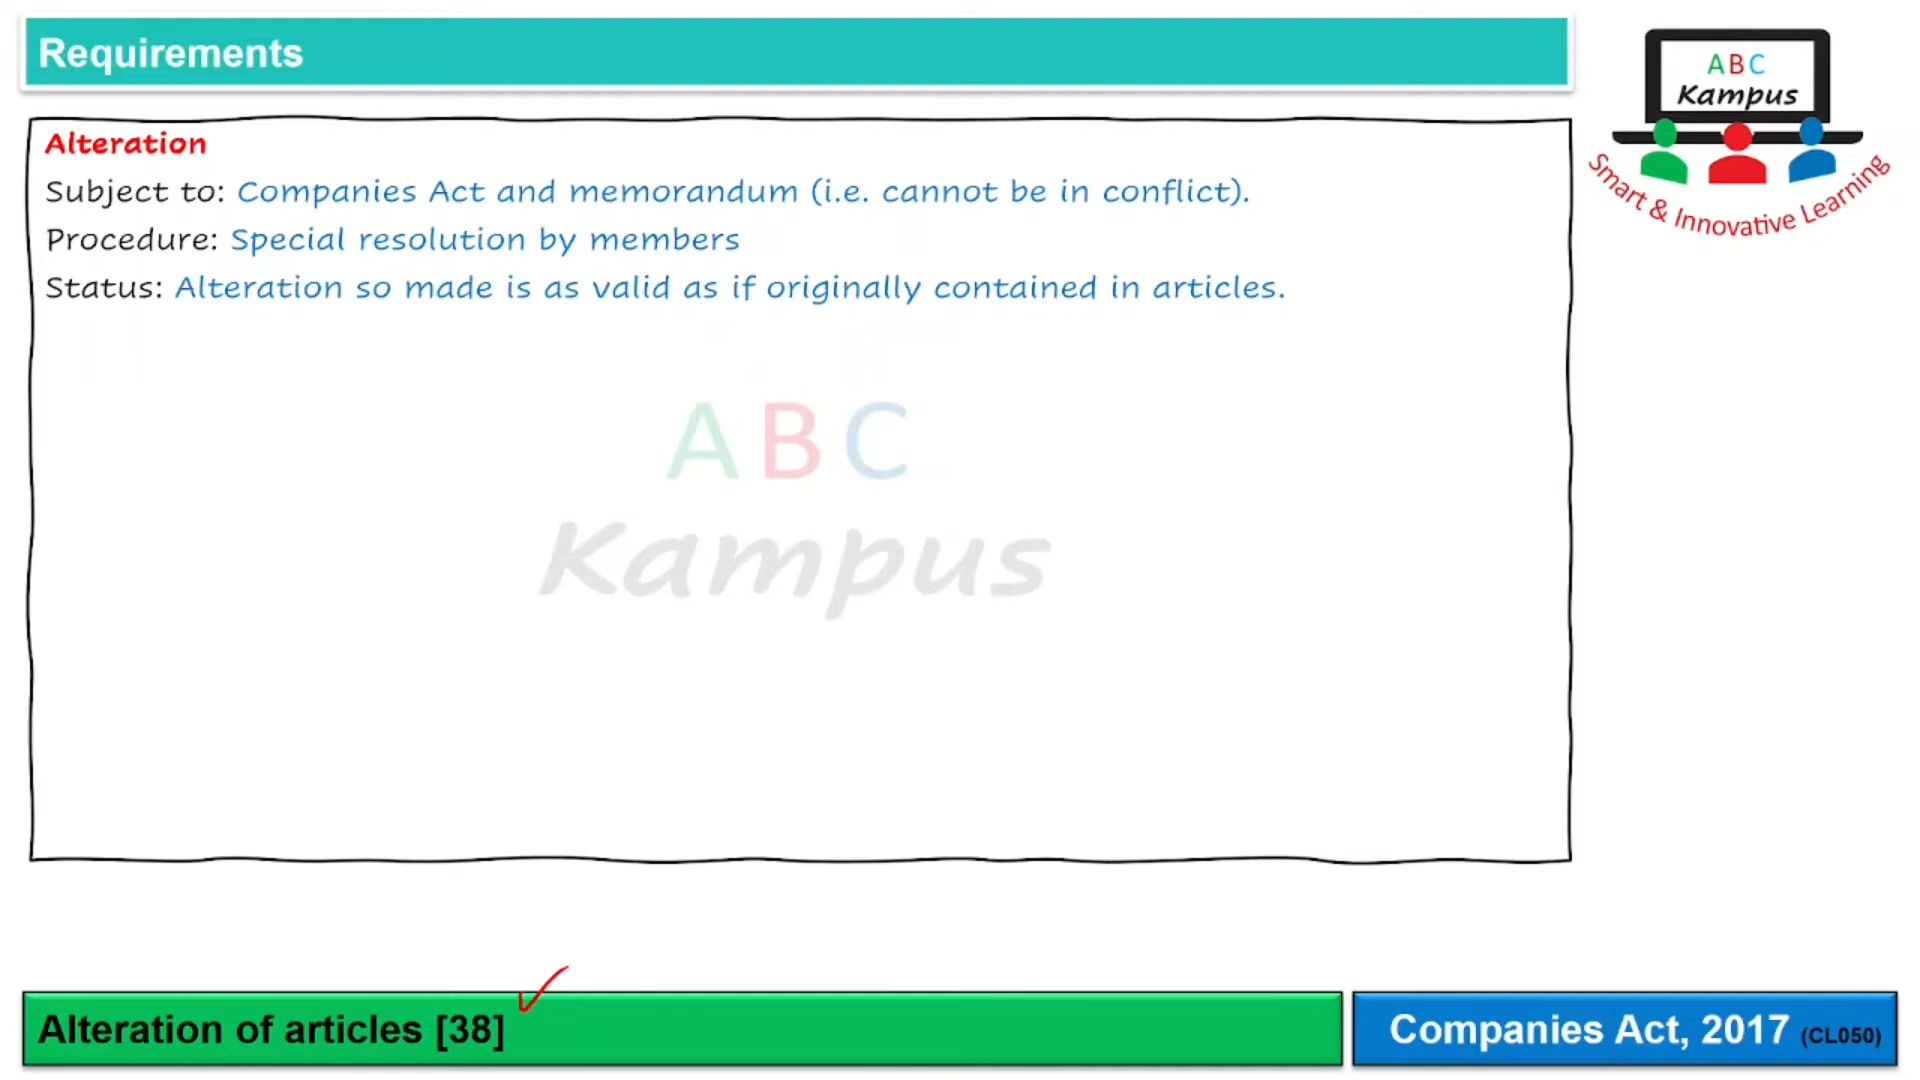 Requirements
A B C
Kampus
Smart & Innovative Learning
Alteration
Subject to: Companies Act and memorandum (i.e. cannot be in conflict).
Procedure: Special resolution by members
Status: Alteration so made is as valid as if originally contained in articles.
A B C
Kampus
Alteration of articles [38]
Companies Act, 2017 (CL050)